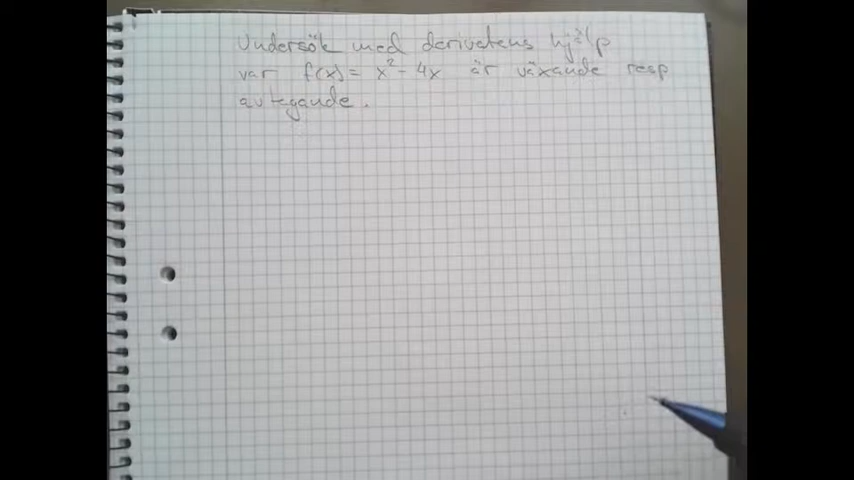 Undersök med derivatans hjälp
var f(x) = x² - 4x är växande resp
avtagande.